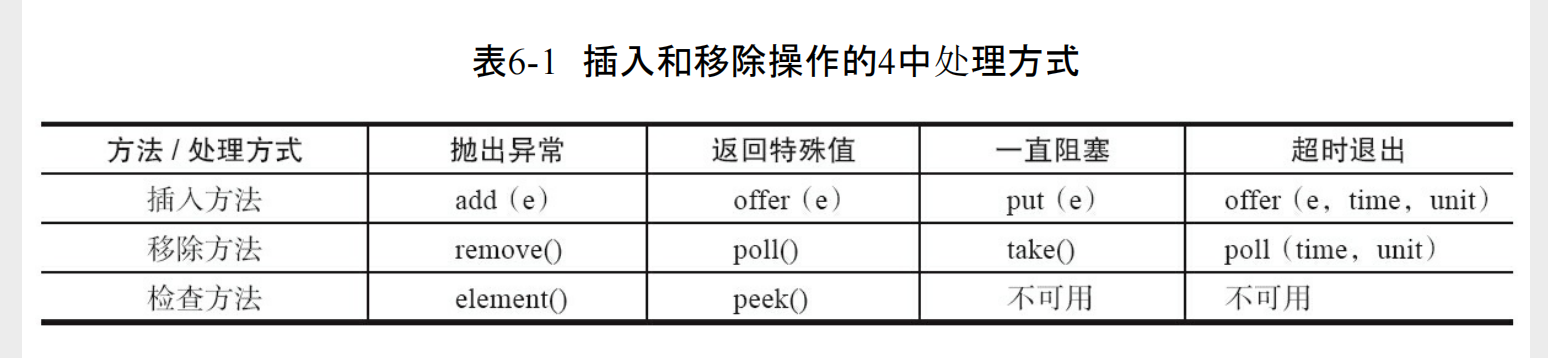 表6-1 插入和移除操作的4中处理方式
方法 / 处理方式 抛出异常 返回特殊值 一直阻塞 超时退出
插入方法 add（e） offer（e） put（e） offer（e，time，unit）
移除方法 remove() poll() take() poll（time，unit）
检查方法 element() peek() 不可用 不可用